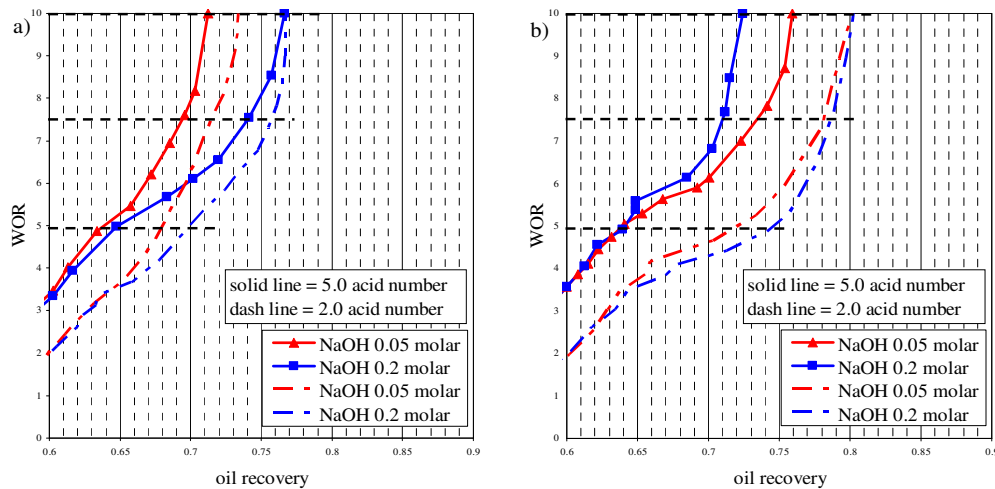 a)
10
9
8
7
6
5
4
3
2
1
0
WOR
0.6 0.65 0.7 0.75 0.8 0.85 0.9
oil recovery
solid line = 5.0 acid number
dash line = 2.0 acid number
NaOH 0.05 molar
NaOH 0.2 molar
NaOH 0.05 molar
NaOH 0.2 molar
b)
10
9
8
7
6
5
4
3
2
1
0
WOR
0.6 0.65 0.7 0.75 0.8 0.85 0.9
oil recovery
solid line = 5.0 acid number
dash line = 2.0 acid number
NaOH 0.05 molar
NaOH 0.2 molar
NaOH 0.05 molar
NaOH 0.2 molar